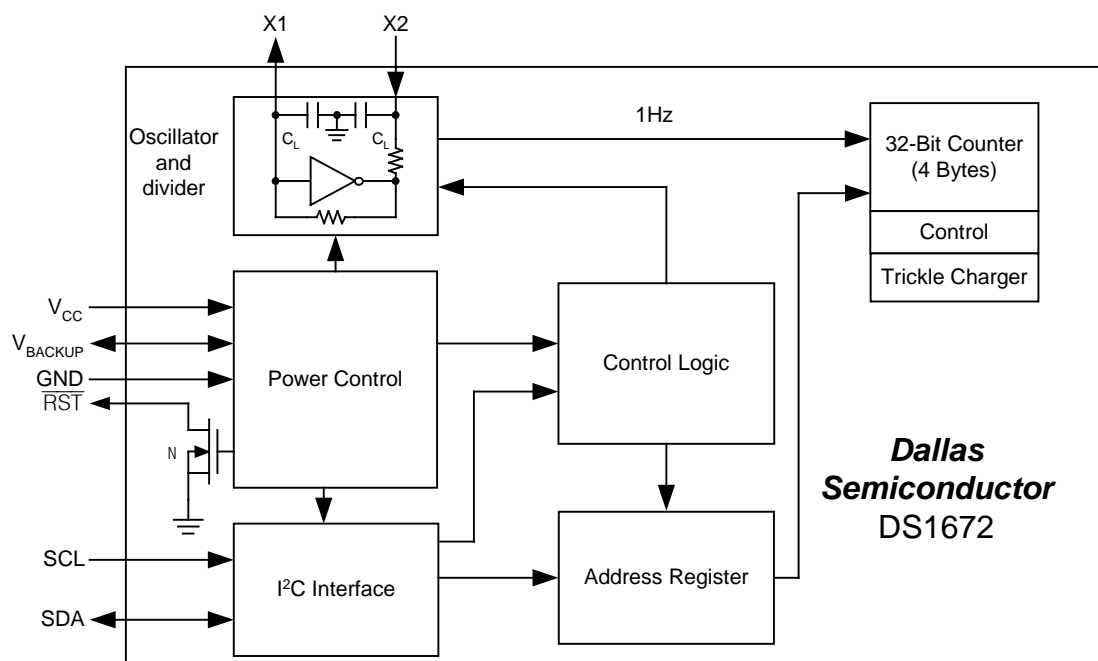 X1
X2
Oscillator
and
divider
C_L
C_L
1Hz
32-Bit Counter
(4 Bytes)
Control
Trickle Charger
V_CC
V_BACKUP
GND
R̅S̅T̅
N
Power Control
Control Logic
Dallas
Semiconductor
DS1672
SCL
SDA
I²C Interface
Address Register